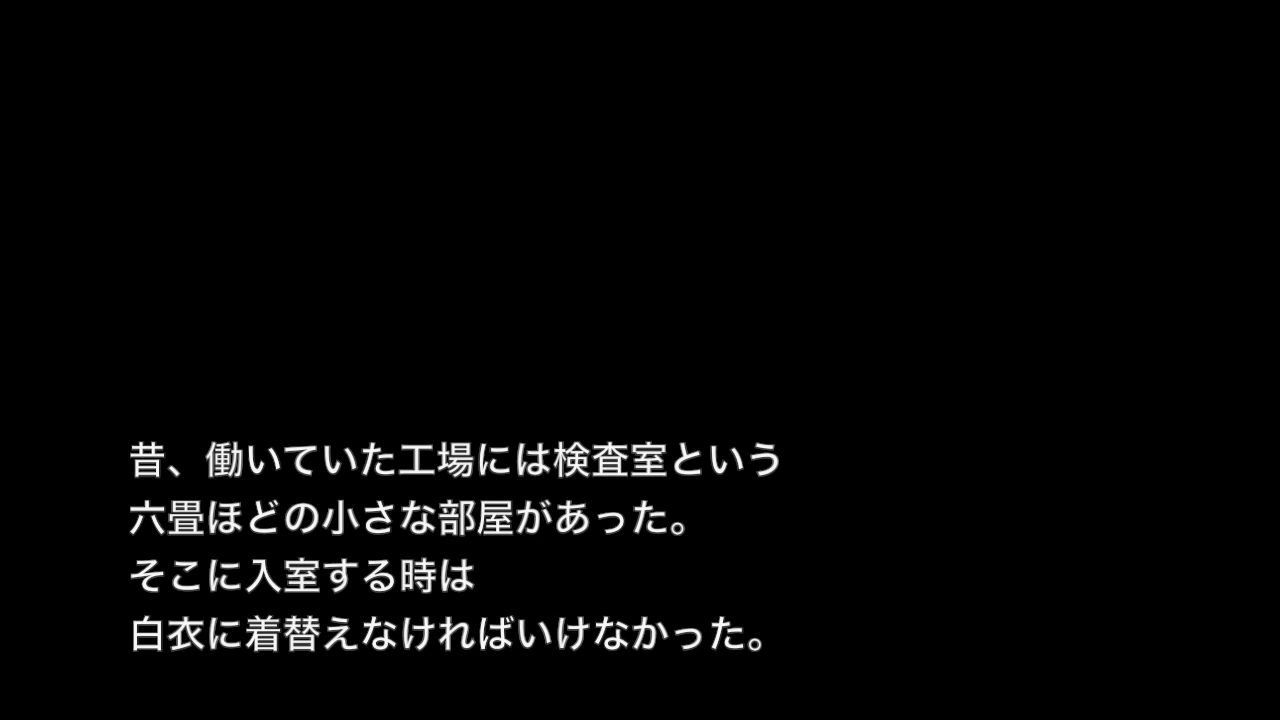 昔、働いていた工場には検査室という
六畳ほどの小さな部屋があった。
そこに入室する時は
白衣に着替えなければいけなかった。